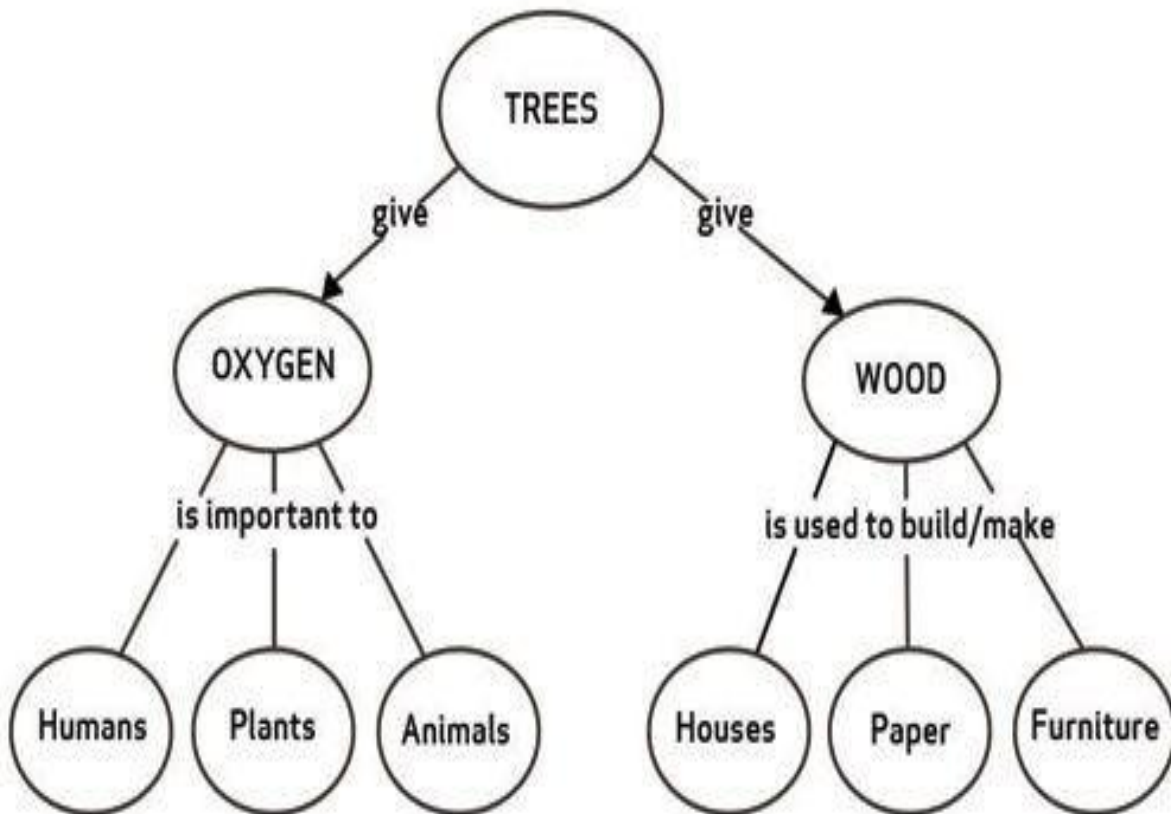 TREES
give give
OXYGEN WOOD
is important to is used to build/make
Humans Plants Animals Houses Paper Furniture